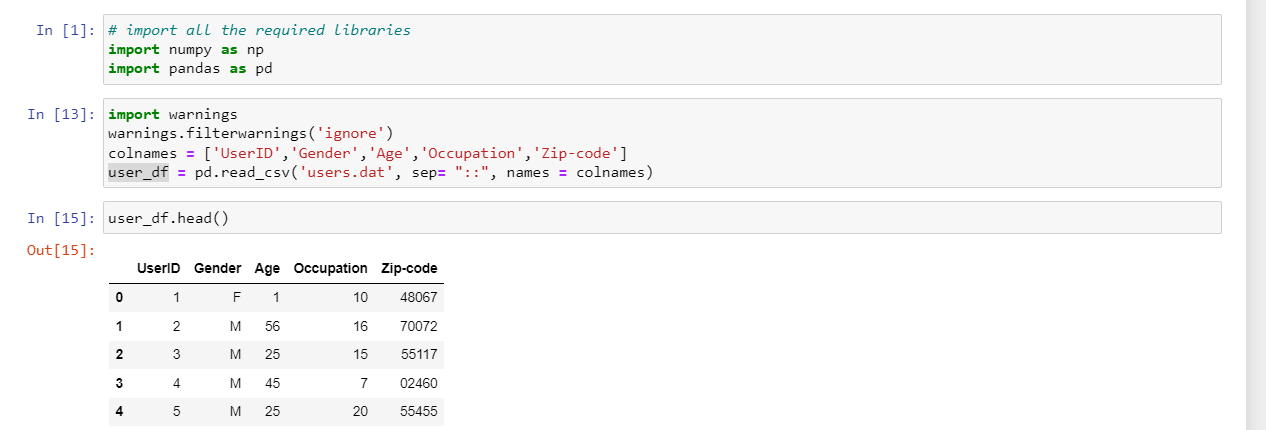 In [1]: # import all the required libraries
import numpy as np
import pandas as pd
In [13]: import warnings
warnings.filterwarnings('ignore')
colnames = ['UserID','Gender','Age','Occupation','Zip-code']
user_df = pd.read_csv('users.dat', sep= "::", names = colnames)
In [15]: user_df.head()
Out[15]:
UserID Gender Age Occupation Zip-code
0 1 F 1 10 48067
1 2 M 56 16 70072
2 3 M 25 15 55117
3 4 M 45 7 02460
4 5 M 25 20 55455